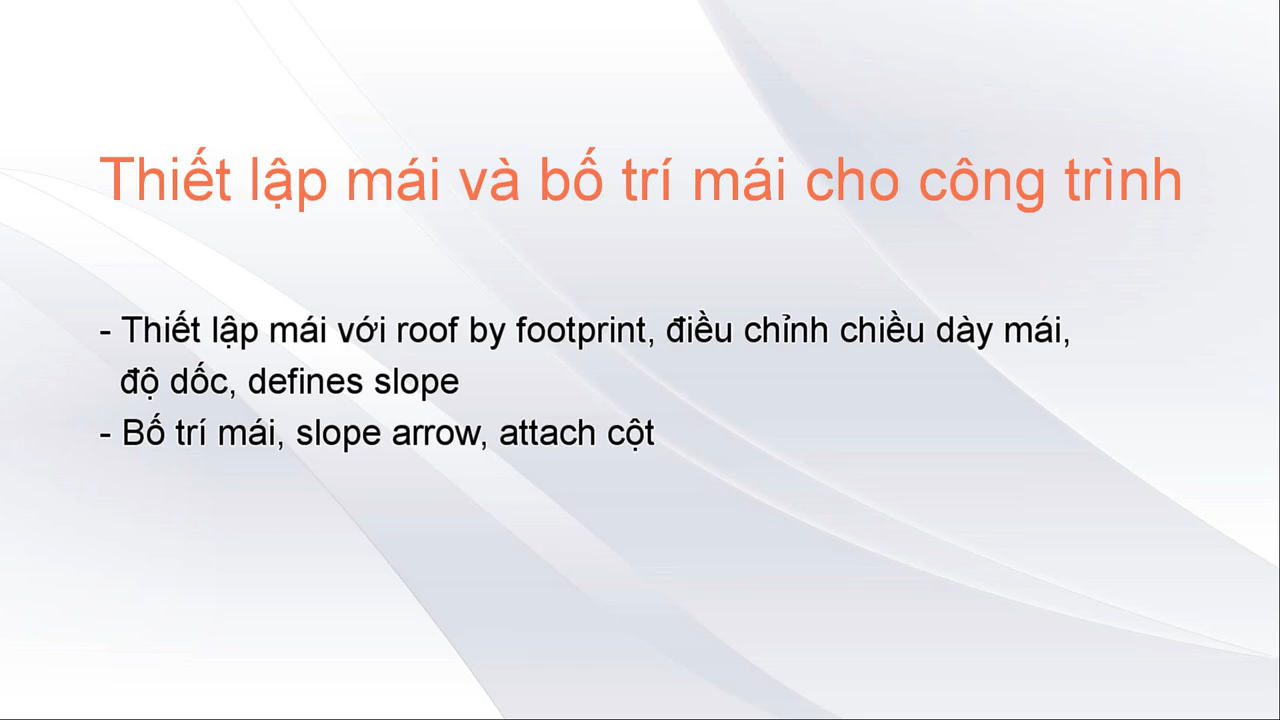 Thiết lập mái và bố trí mái cho công trình
- Thiết lập mái với roof by footprint, điều chỉnh chiều dày mái,
độ dốc, defines slope
- Bố trí mái, slope arrow, attach cột